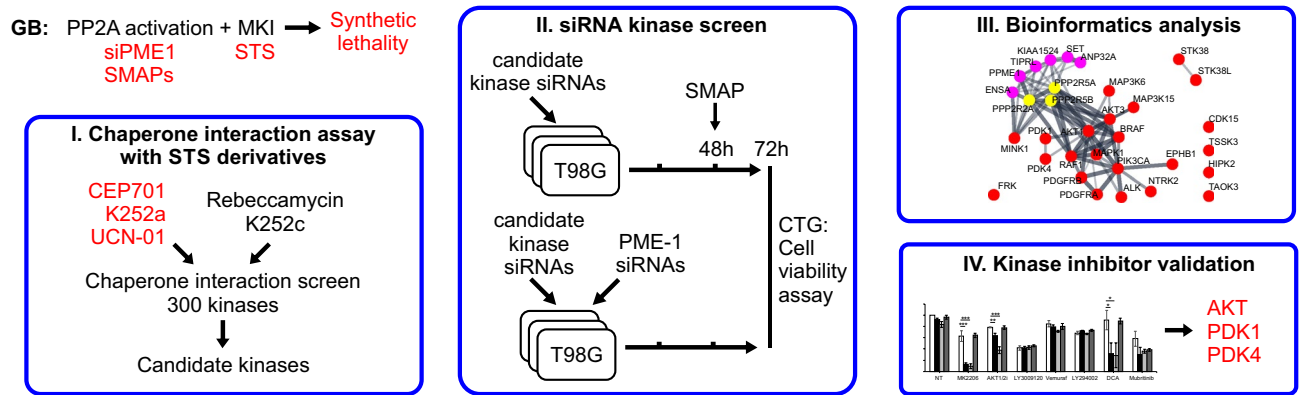 GB: PP2A activation + MKI Synthetic
siPME1 STS lethality
SMAPs
I. Chaperone interaction assay
with STS derivatives
CEP701
K252a
UCN-01
Rebeccamycin
K252c
Chaperone interaction screen
300 kinases
Candidate kinases
II. siRNA kinase screen
candidate
kinase siRNAs
SMAP
48h 72h
T98G
candidate
kinase
siRNAs
PME-1
siRNAs
T98G
CTG:
Cell
viability
assay
III. Bioinformatics analysis
KIAA1524
SET
TIPRL
ANP32A
PPME1
ENSA
PPP2R5A
PPP2R2A
PPP2R5B
STK38
STK38L
MAP3K6
MAP3K15
AKT3
PDK1
AKT1
BRAF
MINK1
MAPK1
PDK4
RAF1
PIK3CA
EPHB1
PDGFRB
NTRK2
PDGFRA
ALK
FRK
CDK15
TSSK3
HIPK2
TAOK3
IV. Kinase inhibitor validation
*** *** *** ** * *
NT MK2206 AKT1/2i LY3009120 Vemuraf LY294002 DCA Mubritinib
AKT
PDK1
PDK4